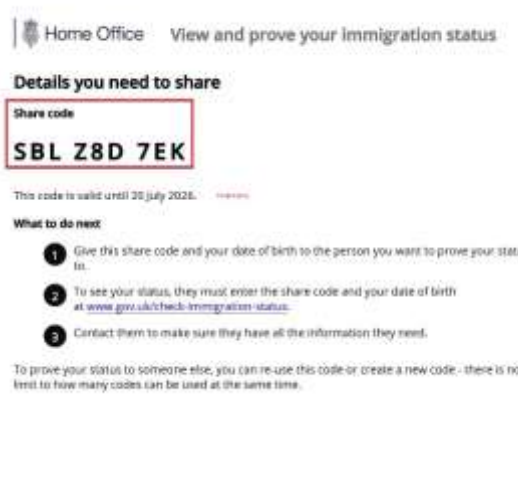 Home Office
View and prove your immigration status
Details you need to share
Share code
SBL Z8D 7EK
This code is valid until 20 July 2026.
What to do next
1 Give this share code and your date of birth to the person you want to prove your stat
to.
2 To see your status, they must enter the share code and your date of birth
at www.gov.uk/check-immigration-status.
3 Contact them to make sure they have all the information they need.
To prove your status to someone else, you can re-use this code or create a new code - there is no
limit to how many codes can be used at the same time.